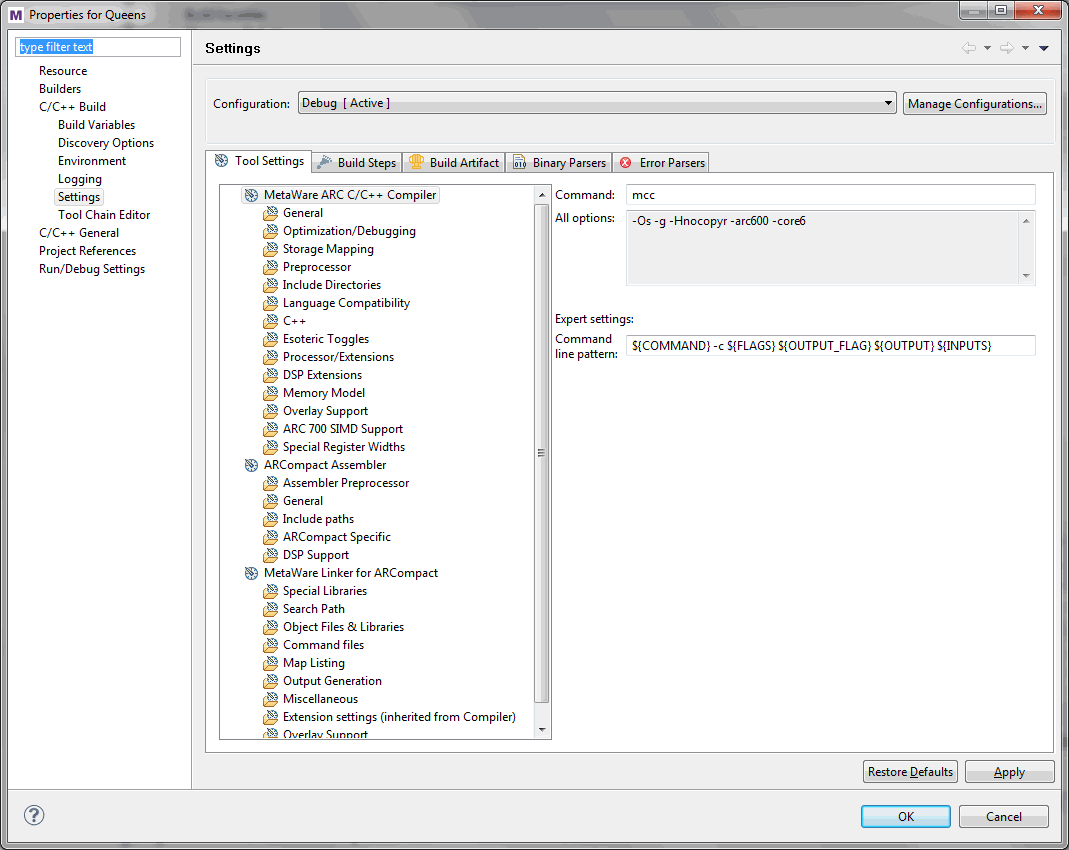 M Properties for Queens
type filter text
Resource
Builders
C/C++ Build
Build Variables
Discovery Options
Environment
Logging
Settings
Tool Chain Editor
C/C++ General
Project References
Run/Debug Settings
Settings
Configuration: Debug [ Active ] Manage Configurations...
Tool Settings Build Steps Build Artifact Binary Parsers Error Parsers
MetaWare ARC C/C++ Compiler
General
Optimization/Debugging
Storage Mapping
Preprocessor
Include Directories
Language Compatibility
C++
Esoteric Toggles
Processor/Extensions
DSP Extensions
Memory Model
Overlay Support
ARC 700 SIMD Support
Special Register Widths
ARCompact Assembler
Assembler Preprocessor
General
Include paths
ARCompact Specific
DSP Support
MetaWare Linker for ARCompact
Special Libraries
Search Path
Object Files & Libraries
Command files
Map Listing
Output Generation
Miscellaneous
Extension settings (inherited from Compiler)
Overlay Support
Command: mcc
All options: -Os -g -Hnocopyr -arc600 -core6
Expert settings:
Command
line pattern: ${COMMAND} -c ${FLAGS} ${OUTPUT_FLAG} ${OUTPUT} ${INPUTS}
Restore Defaults Apply
? OK Cancel